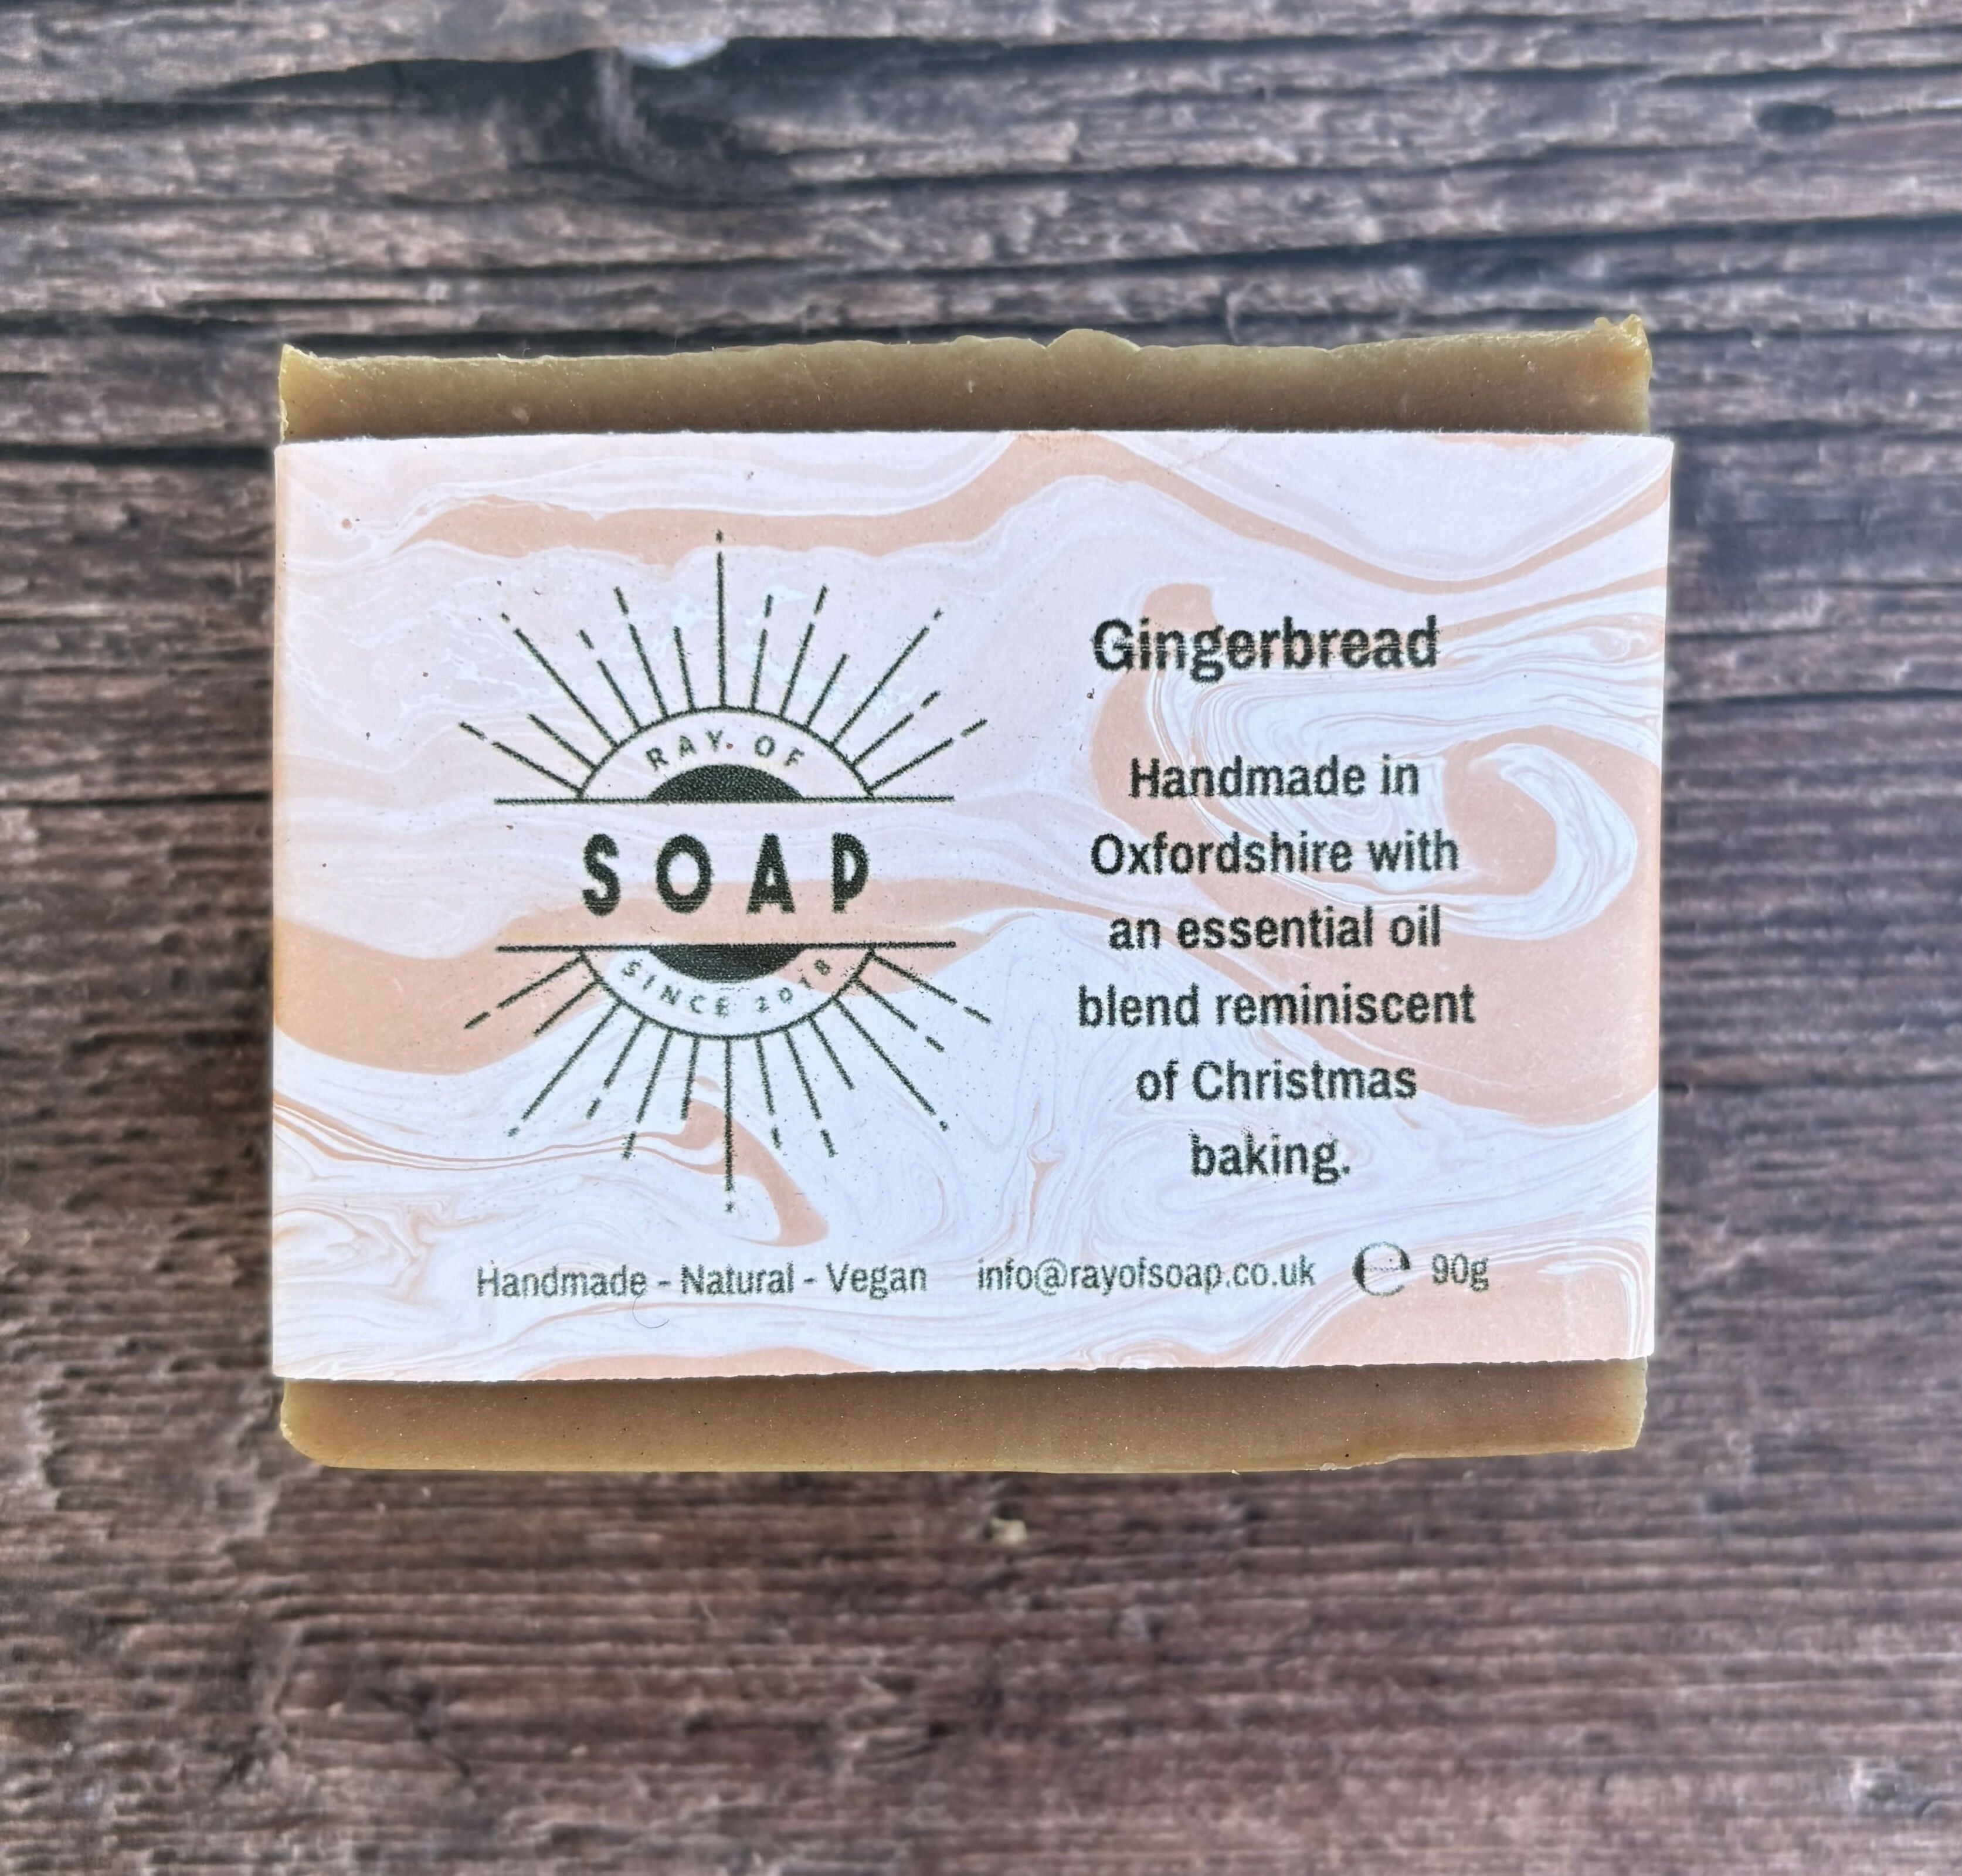 RAY OF
SOAP
SINCE 2018
Gingerbread
Handmade in
Oxfordshire with
an essential oil
blend reminiscent
of Christmas
baking.
Handmade - Natural - Vegan info@rayofsoap.co.uk ℮ 90g